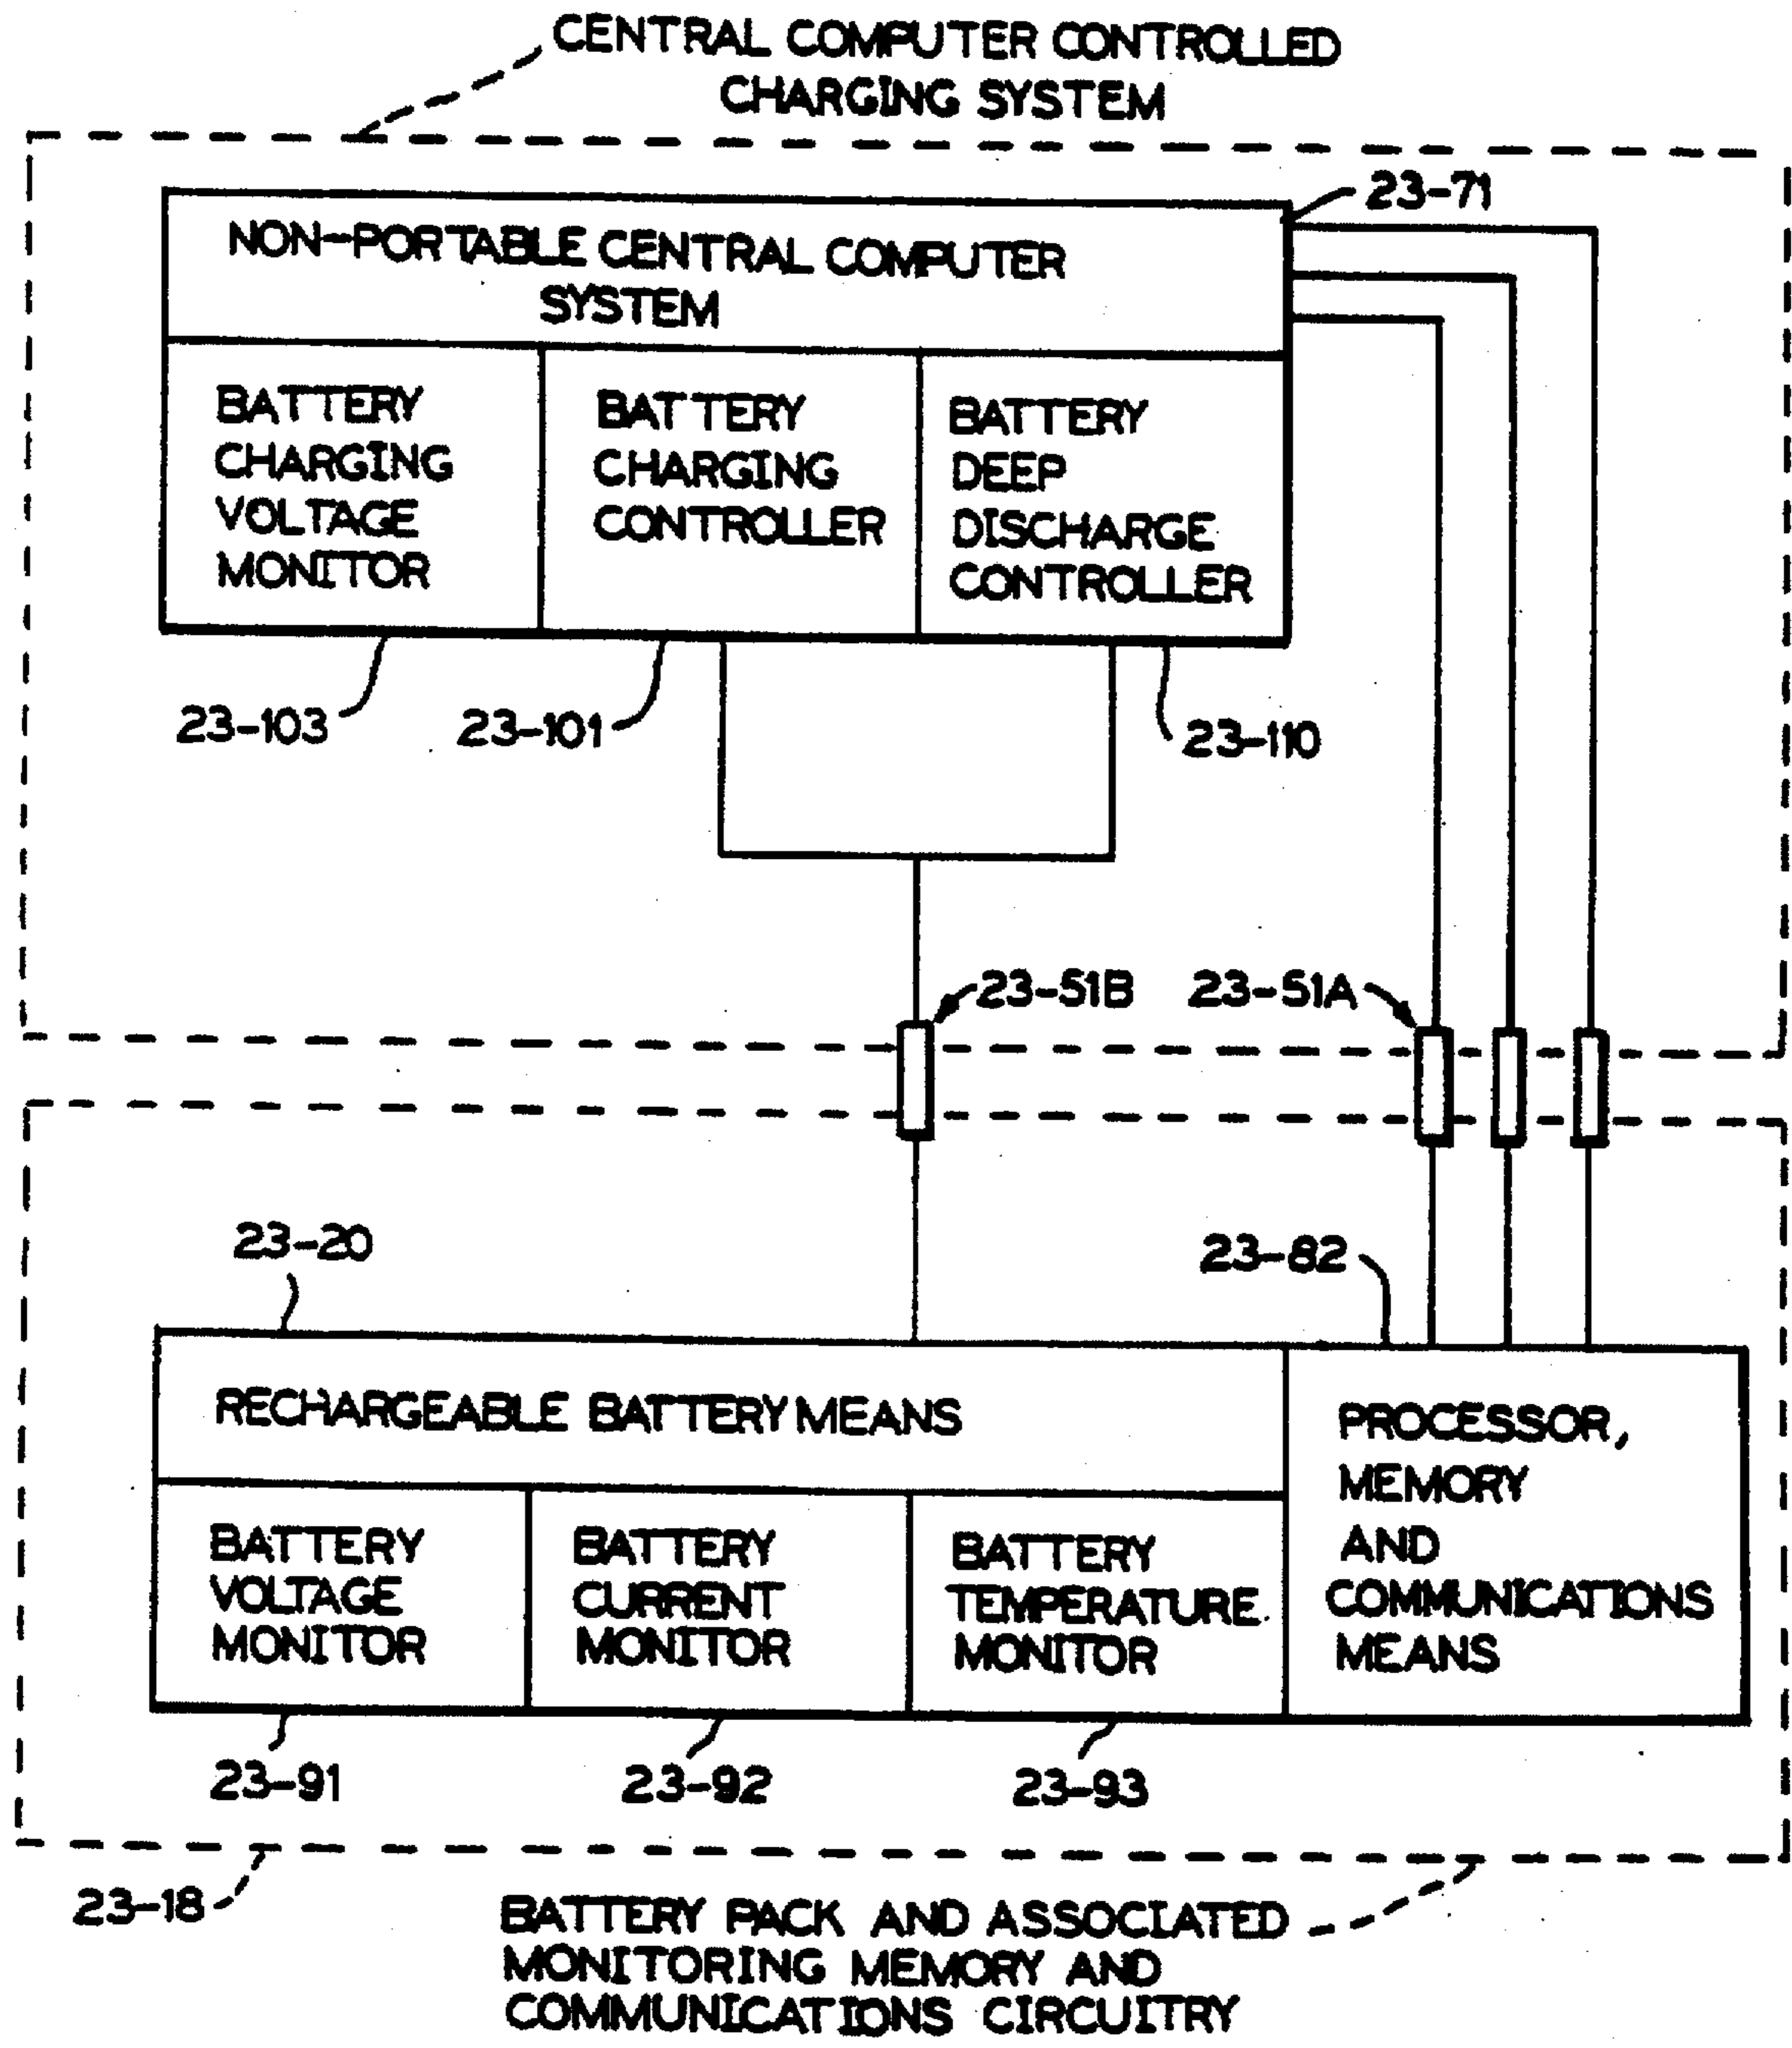 CENTRAL COMPUTER CONTROLLED
CHARGING SYSTEM
23-71
NON-PORTABLE CENTRAL COMPUTER
SYSTEM
BATTERY
CHARGING
VOLTAGE
MONITOR
BATTERY
CHARGING
CONTROLLER
BATTERY
DEEP
DISCHARGE
CONTROLLER
23-103
23-101
23-110
23-51B
23-51A
23-20
23-82
RECHARGEABLE BATTERY MEANS
PROCESSOR,
MEMORY
AND
COMMUNICATIONS
MEANS
BATTERY
VOLTAGE
MONITOR
BATTERY
CURRENT
MONITOR
BATTERY
TEMPERATURE
MONITOR
23-91
23-92
23-93
23-18
BATTERY PACK AND ASSOCIATED
MONITORING MEMORY AND
COMMUNICATIONS CIRCUITRY